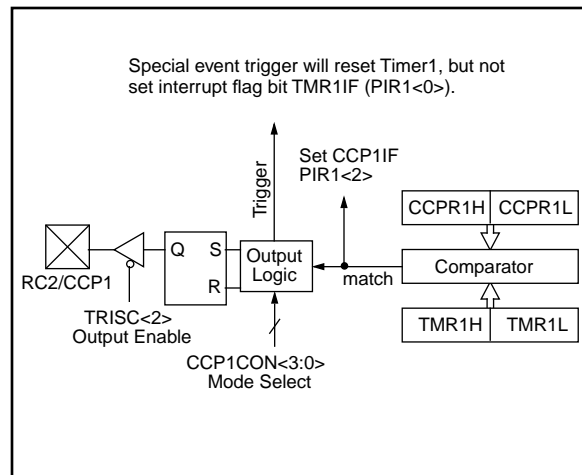 Special event trigger will reset Timer1, but not
set interrupt flag bit TMR1IF (PIR1<0>).
Trigger
Set CCP1IF
PIR1<2>
CCPR1H CCPR1L
Q S
R
Output
Logic
match
Comparator
RC2/CCP1
TRISC<2>
Output Enable
TMR1H TMR1L
CCP1CON<3:0>
Mode Select